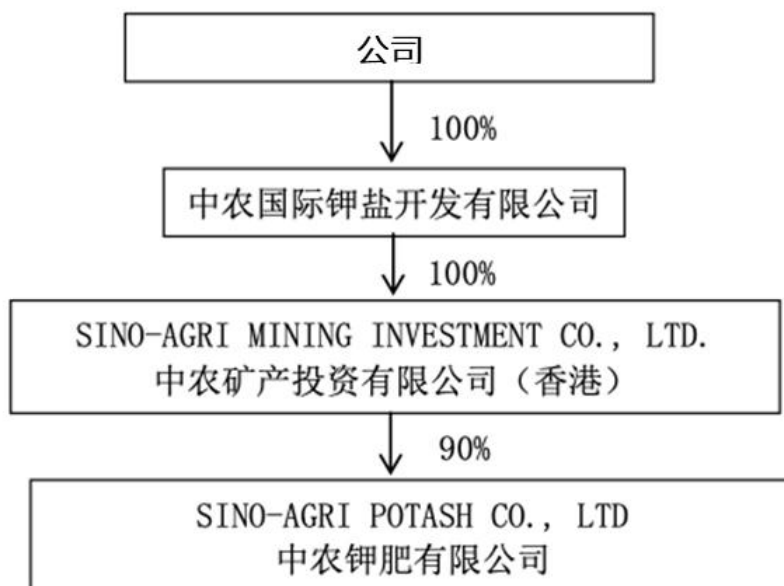 公司
100%
中农国际钾盐开发有限公司
100%
SINO-AGRI MINING INVESTMENT CO., LTD.
中农矿产投资有限公司（香港）
90%
SINO-AGRI POTASH CO., LTD
中农钾肥有限公司